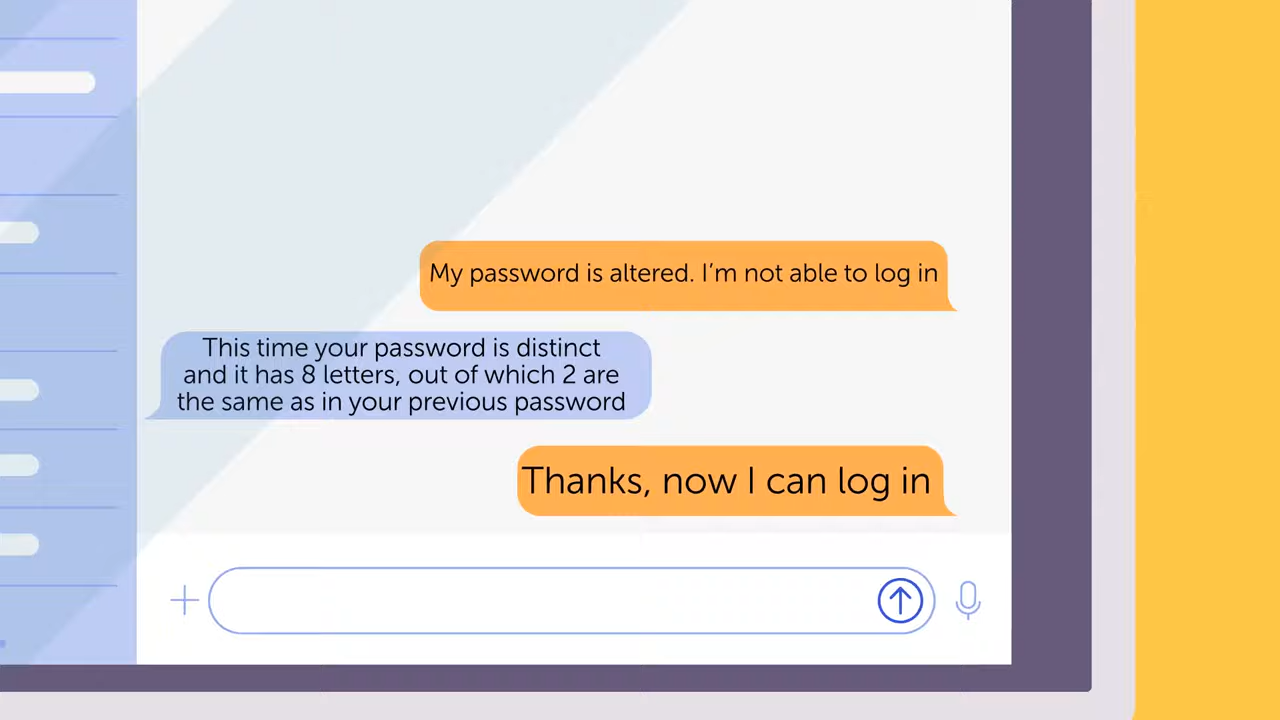 My password is altered. I’m not able to log in
This time your password is distinct
and it has 8 letters, out of which 2 are
the same as in your previous password
Thanks, now I can log in